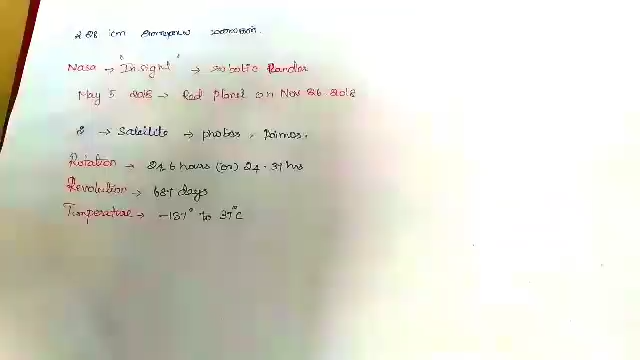 Nasa → "Insight" → robotic Lander
May 5 2018 → Red Planet on Nov 26 2018
2 → Satellite → phobos, Deimos.
Rotation → 24.6 hours (or) 24.37 hrs
Revolution → 687 days
Temperature → -137° to 37°C